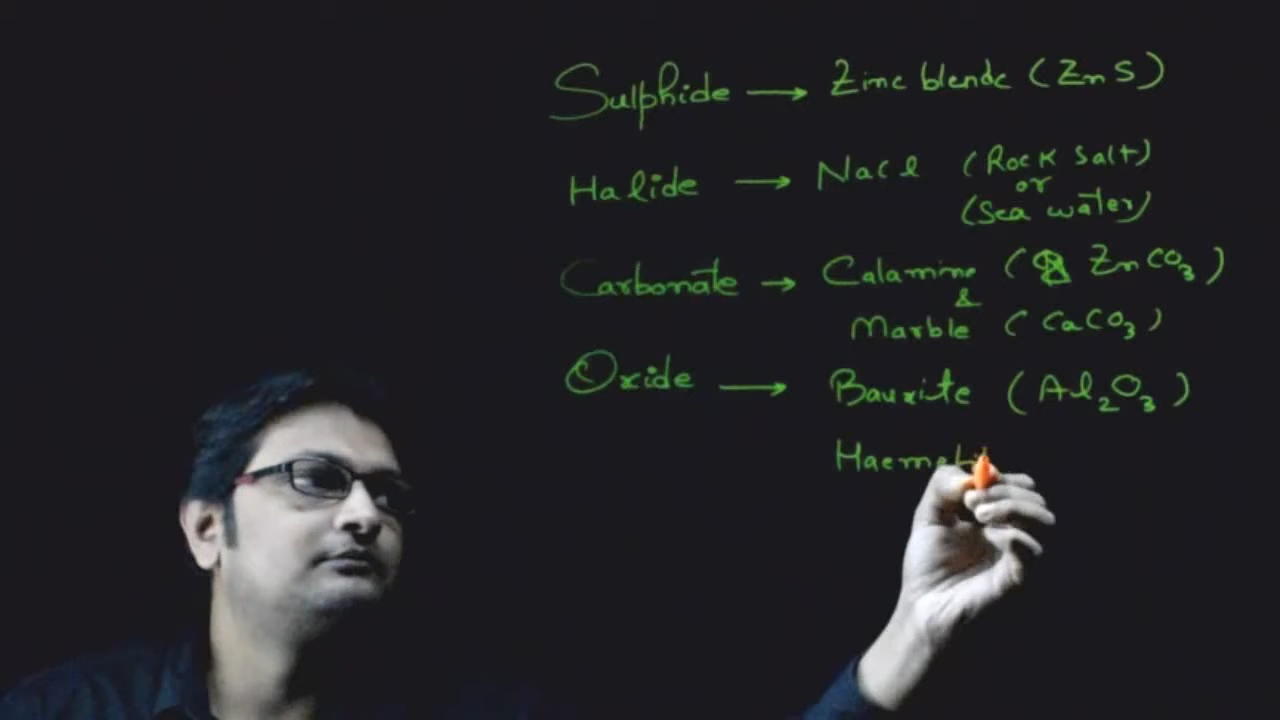 Sulphide → Zinc blende (ZnS)
Halide → NaCl (Rock Salt)
or
(Sea water)
Carbonate → Calamine ( ZnCO₃)
&
Marble (CaCO₃)
Oxide → Bauxite (Al₂O₃)